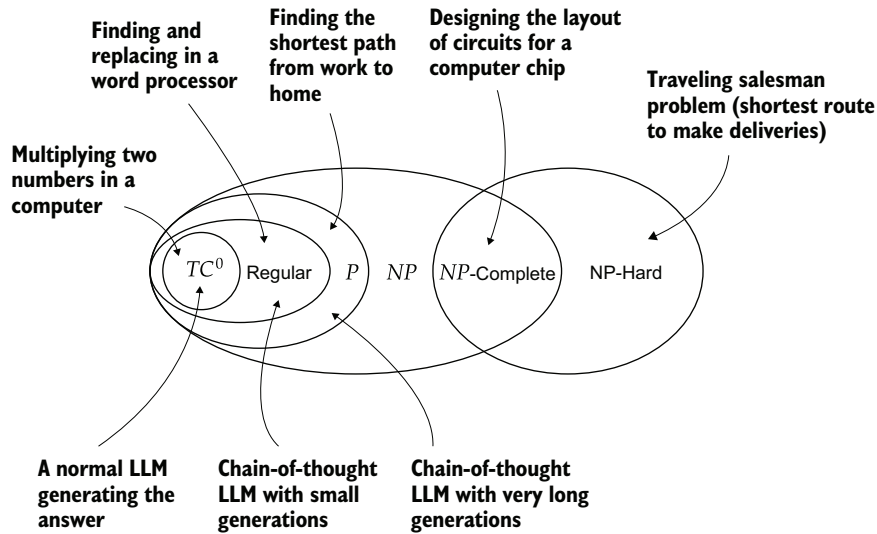 Finding and
replacing in a
word processor
Finding the
shortest path
from work to
home
Designing the layout
of circuits for a
computer chip
Traveling salesman
problem (shortest route
to make deliveries)
Multiplying two
numbers in a
computer
TC⁰
Regular
P
NP
NP-Complete
NP-Hard
A normal LLM
generating the
answer
Chain-of-thought
LLM with small
generations
Chain-of-thought
LLM with very long
generations